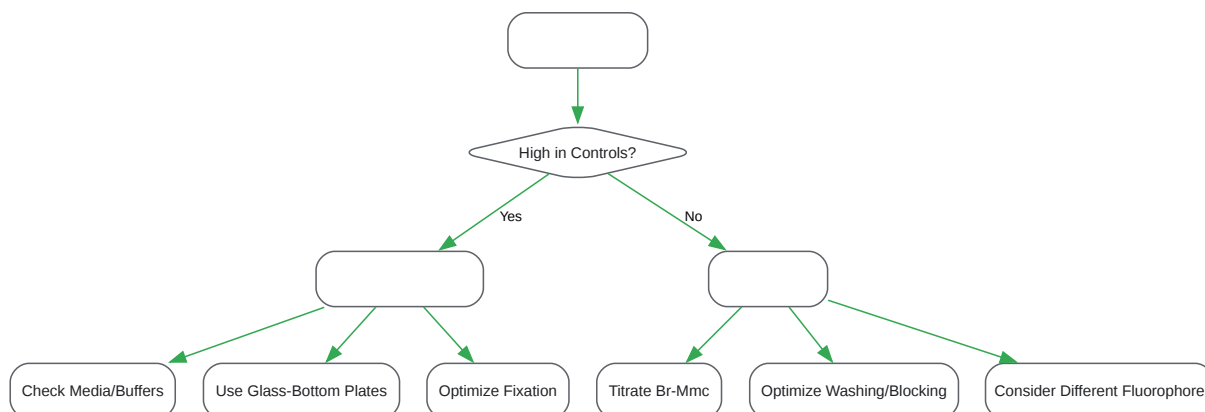 High in Controls?
Yes
No
Check Media/Buffers
Use Glass-Bottom Plates
Optimize Fixation
Titrate Br-Mmc
Optimize Washing/Blocking
Consider Different Fluorophore